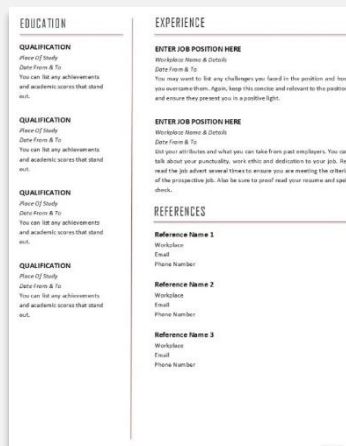 EDUCATION
QUALIFICATION
Place Of Study
Date From & To
You can list any achievements
and academic scores that stand
out.
QUALIFICATION
Place Of Study
Date From & To
You can list any achievements
and academic scores that stand
out.
QUALIFICATION
Place Of Study
Date From & To
You can list any achievements
and academic scores that stand
out.
QUALIFICATION
Place Of Study
Date From & To
You can list any achievements
and academic scores that stand
out.
EXPERIENCE
ENTER JOB POSITION HERE
Workplace Name & Details
Date From & To
You may want to list any challenges you faced in the position and how
you overcame them. Again, keep this concise and relevant to the position
and ensure they present you in a positive light.
ENTER JOB POSITION HERE
Workplace Name & Details
Date From & To
List your attributes and what you can take from past employers. You can
talk about your punctuality, work ethic and dedication to your job. Re
read the job advert several times to ensure you are meeting the criteria
of the prospective job. Also be sure to proof read your resume and spel
check.
REFERENCES
Reference Name 1
Workplace
Email
Phone Number
Reference Name 2
Workplace
Email
Phone Number
Reference Name 3
Workplace
Email
Phone Number